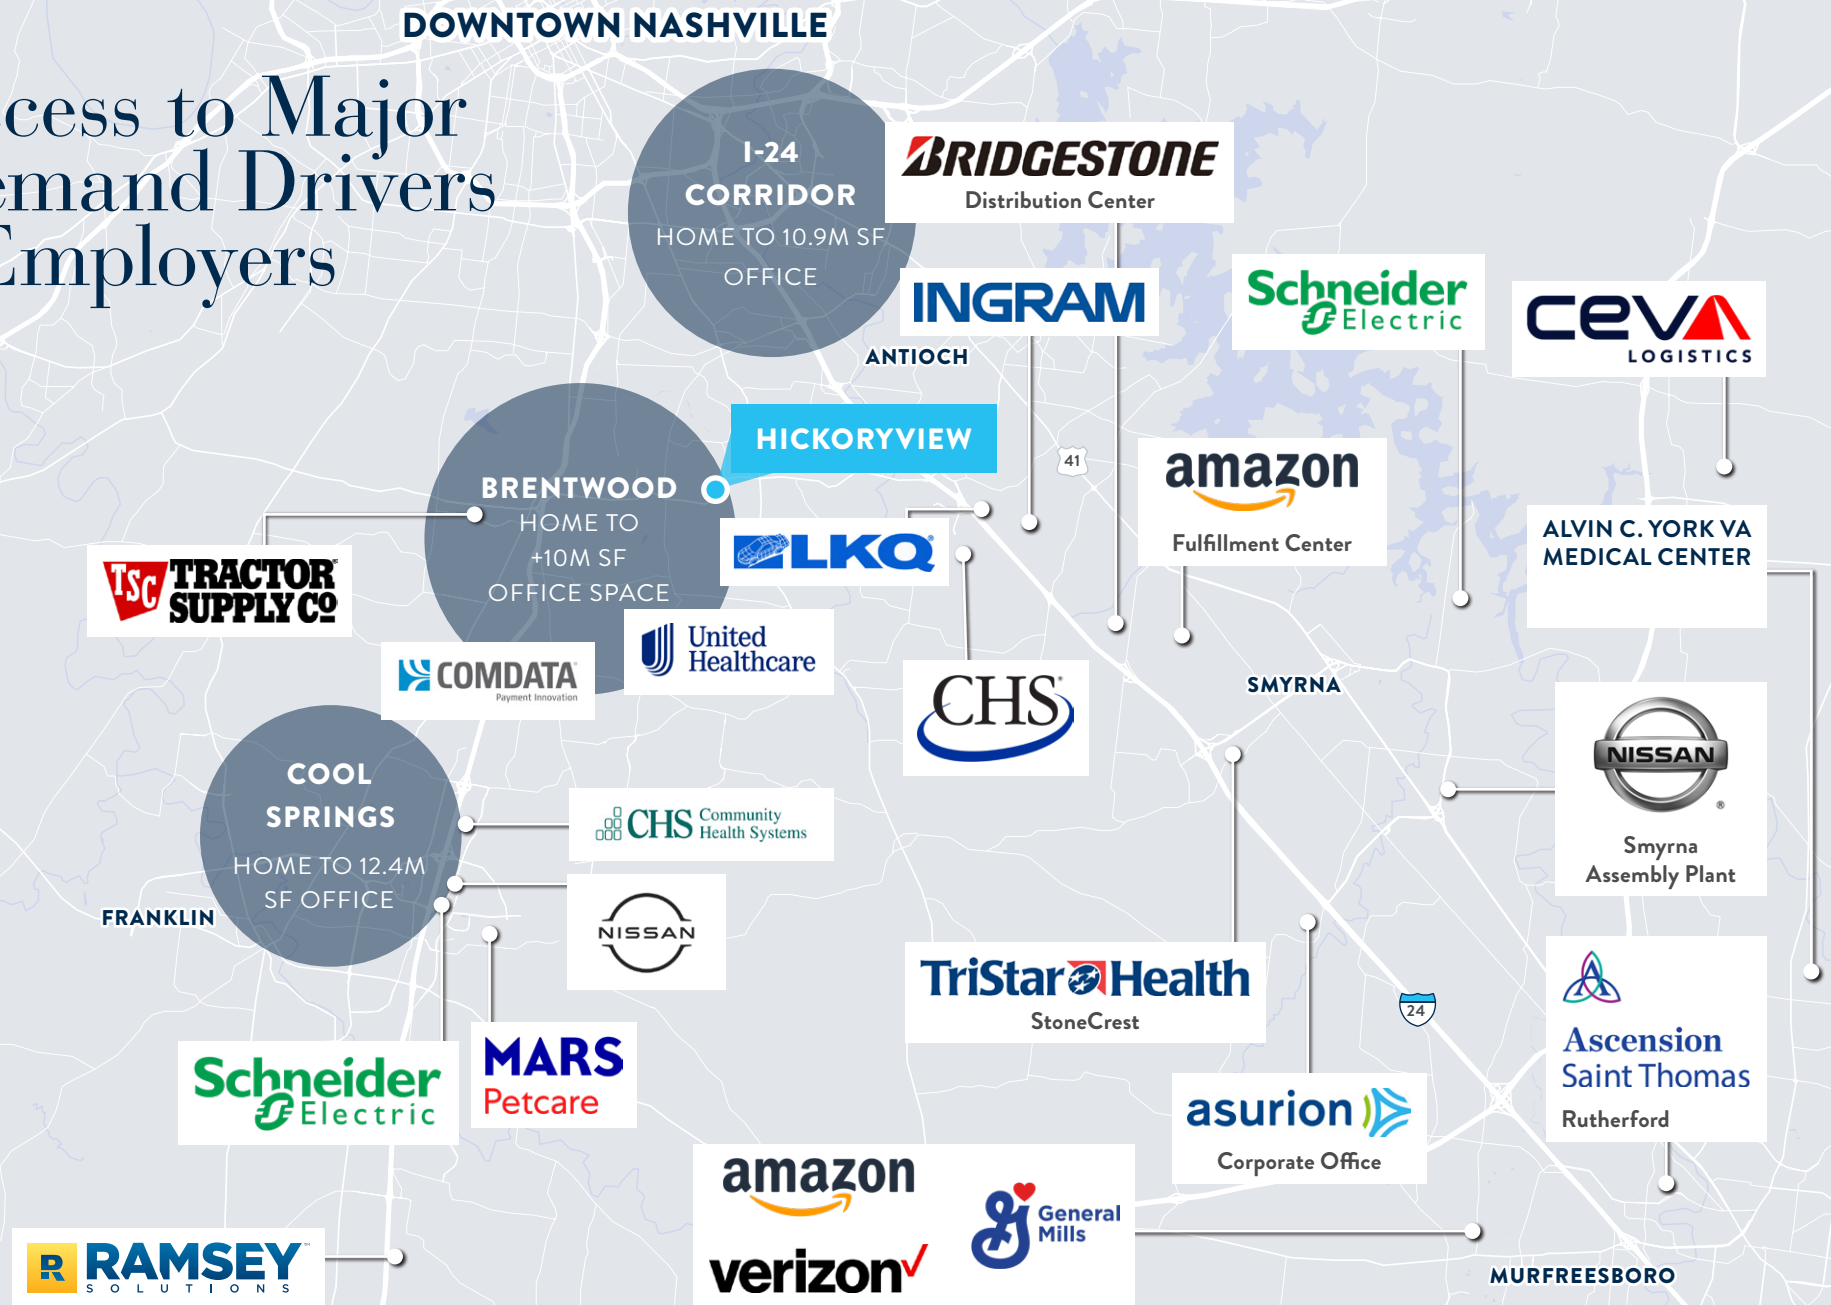 DOWNTOWN NASHVILLE
cess to Major
emand Drivers
Employers
I-24
CORRIDOR
HOME TO 10.9M SF
OFFICE
BRIDGESTONE
Distribution Center
INGRAM
Schneider
Electric
CEVA
LOGISTICS
ANTIOCH
HICKORYVIEW
41
amazon
Fulfillment Center
BRENTWOOD
HOME TO
+10M SF
OFFICE SPACE
LKQ
ALVIN C. YORK VA
MEDICAL CENTER
TSC TRACTOR
SUPPLY CO
United
Healthcare
COMDATA
Payment Innovation
CHS
SMYRNA
NISSAN
Smyrna
Assembly Plant
COOL
SPRINGS
HOME TO 12.4M
SF OFFICE
CHS Community
Health Systems
NISSAN
FRANKLIN
TriStar Health
StoneCrest
24
Ascension
Saint Thomas
Rutherford
Schneider
Electric
MARS
Petcare
asurion
Corporate Office
amazon
verizon
General
Mills
R RAMSEY
SOLUTIONS
MURFREESBORO